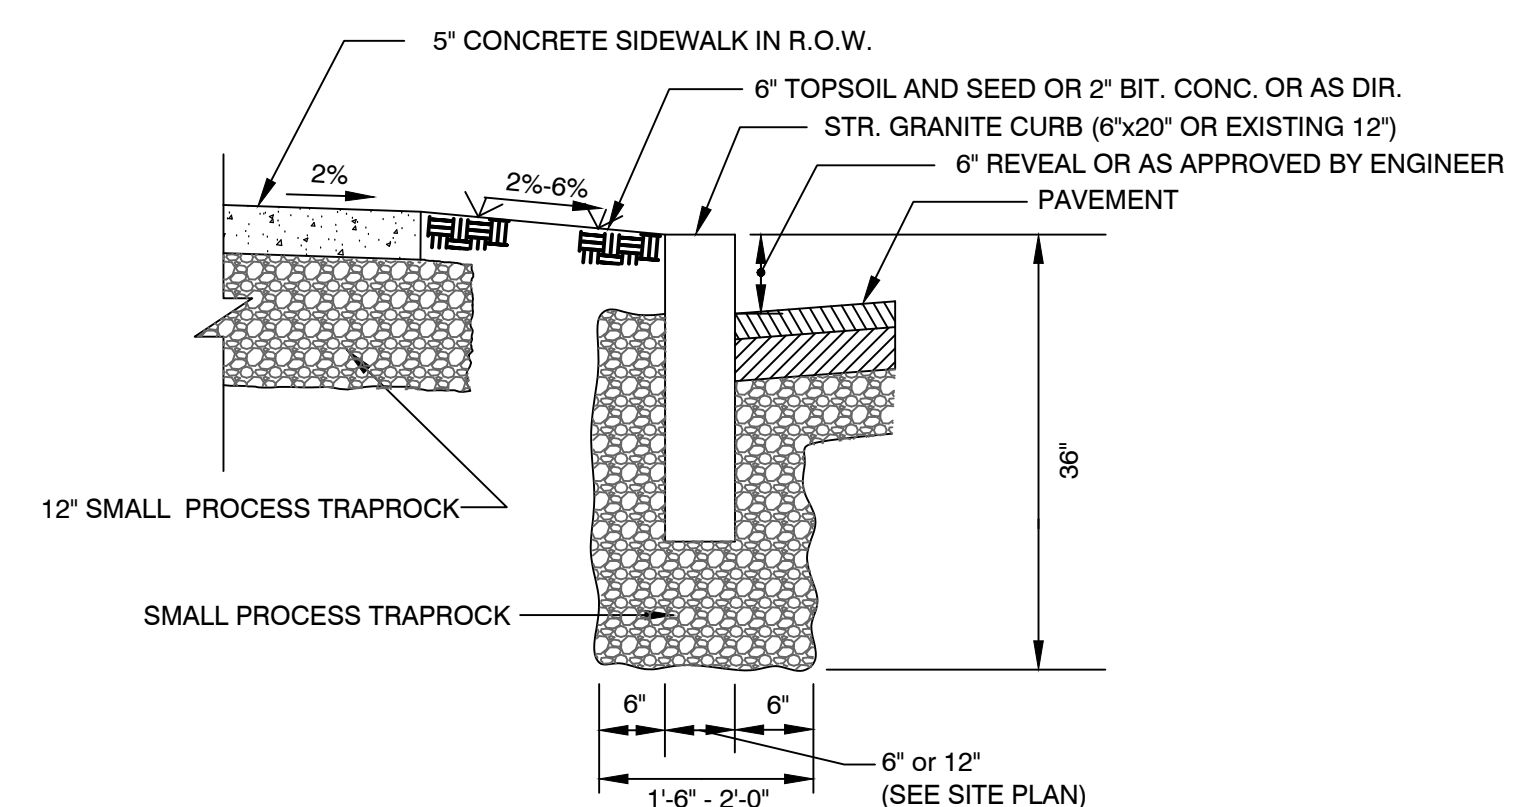 5" CONCRETE SIDEWALK IN R.O.W.
6" TOPSOIL AND SEED OR 2" BIT. CONC. OR AS DIR.
STR. GRANITE CURB (6"x20" OR EXISTING 12")
6" REVEAL OR AS APPROVED BY ENGINEER
PAVEMENT
2%
2%-6%
36"
12" SMALL PROCESS TRAPROCK
SMALL PROCESS TRAPROCK
6"
6"
6" or 12"
(SEE SITE PLAN)
1'-6" - 2'-0"